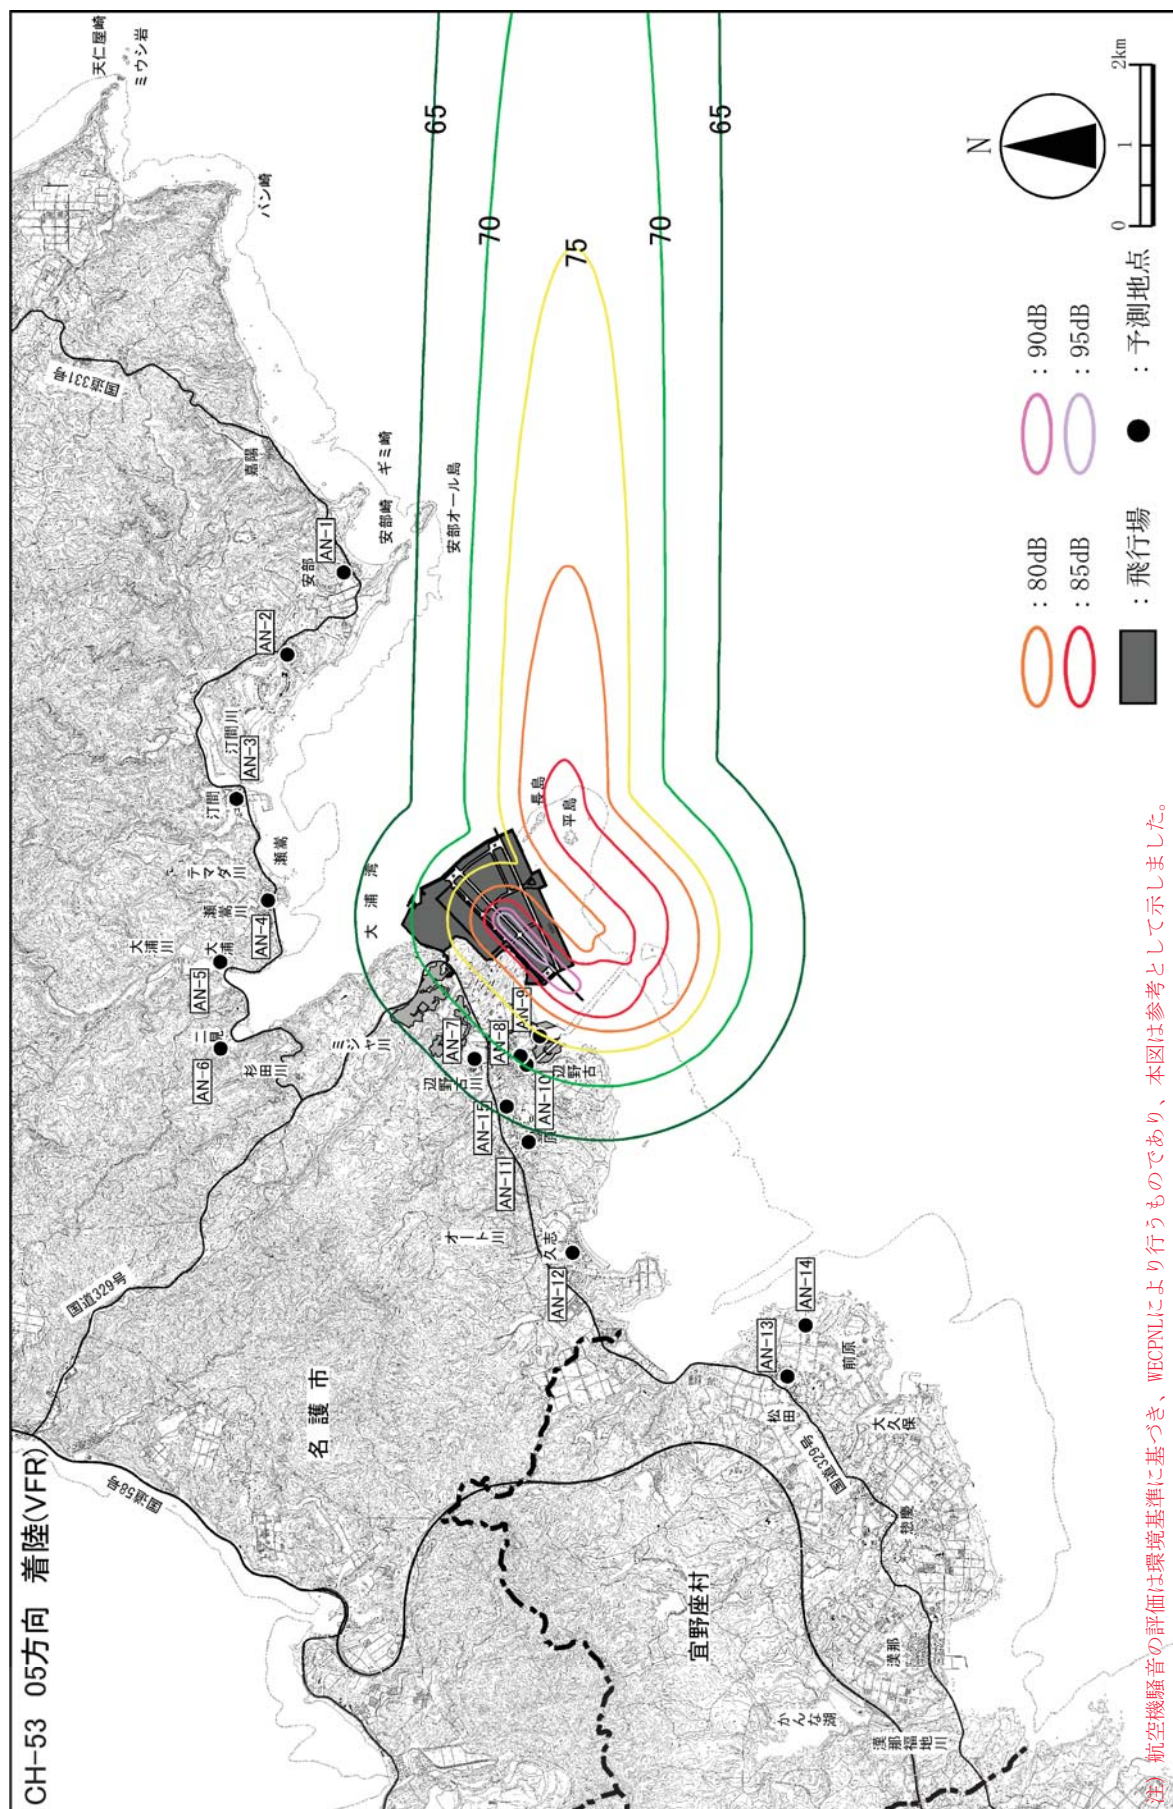 CH-53 05方向 着陸(VFR)
天仁屋崎
ミウシ岩
バン崎
国道331号
嘉陽
ギミ崎
安部崎
安部オール島
AN-1
安部
AN-2
汀間川
AN-3
汀間
瀬嵩
テマダ川
瀬嵩川
AN-4
大浦川
大浦
AN-5
二見
AN-6
杉田川
大浦湾
ミジャ川
長島
平島
AN-7
辺野古川
AN-8
AN-9
辺野古
AN-10
AN-15
AN-11
オート川
久志
AN-12
国道329号
名護市
国道58号
AN-14
AN-13
前原
松田
大久保
国道329号
惣慶
宜野座村
漢那
かんな湖
漢那福地川
65
70
75
70
65
N
0 1 2km
：80dB ：90dB
：85dB ：95dB
：飛行場 ：予測地点
注）航空機騒音の評価は環境基準に基づき、WECPNLにより行うものであり、本図は参考として示しました。